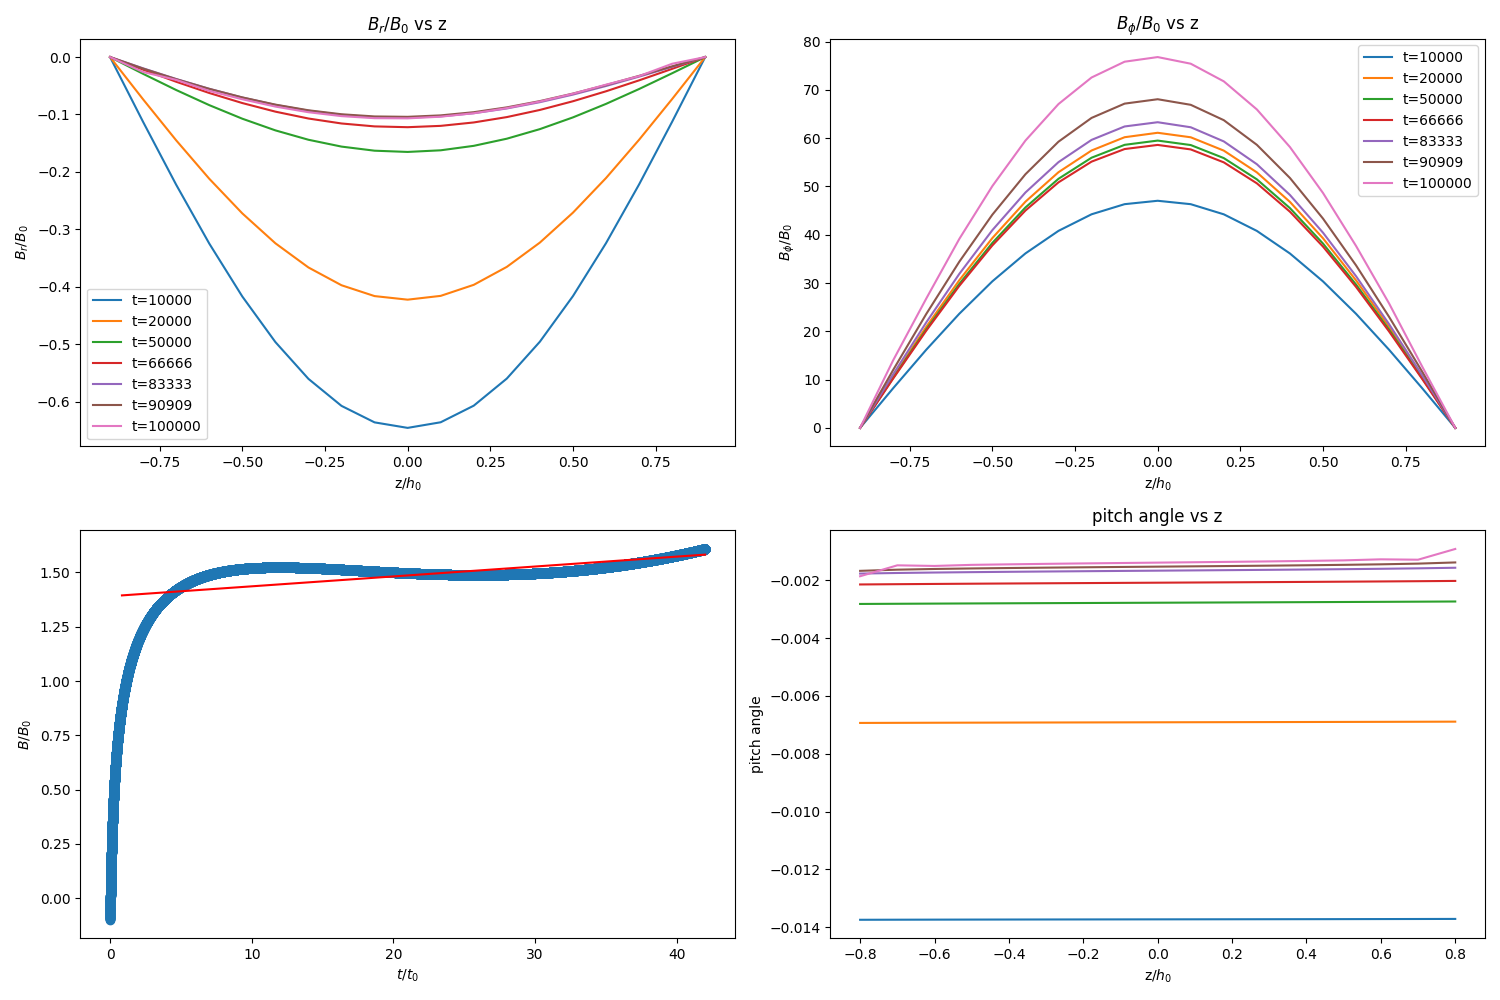 B_r/B_0 vs z
0.0
−0.1
−0.2
−0.3
−0.4
−0.5
−0.6
B_r/B_0
t=10000
t=20000
t=50000
t=66666
t=83333
t=90909
t=100000
−0.75 −0.50 −0.25 0.00 0.25 0.50 0.75
z/h_0
B_ϕ/B_0 vs z
80
70
60
50
40
30
20
10
0
B_ϕ/B_0
t=10000
t=20000
t=50000
t=66666
t=83333
t=90909
t=100000
−0.75 −0.50 −0.25 0.00 0.25 0.50 0.75
z/h_0
1.50
1.25
1.00
0.75
0.50
0.25
0.00
B/B_0
0 10 20 30 40
t/t_0
pitch angle vs z
−0.002
−0.004
−0.006
−0.008
−0.010
−0.012
−0.014
pitch angle
−0.8 −0.6 −0.4 −0.2 0.0 0.2 0.4 0.6 0.8
z/h_0